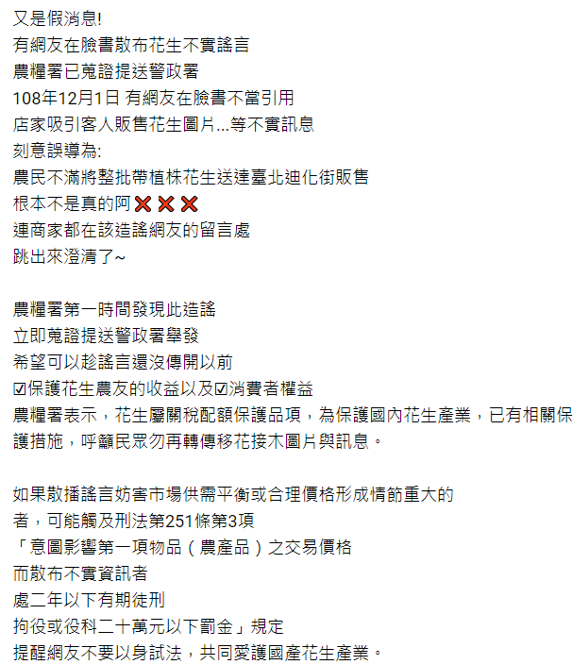 又是假消息!
有網友在臉書散布花生不實謠言
農糧署已蒐證提送警政署
108年12月1日 有網友在臉書不當引用
店家吸引客人販售花生圖片...等不實訊息
刻意誤導為:
農民不滿將整批帶植株花生送達臺北迪化街販售
根本不是真的阿❌❌❌
連商家都在該造謠網友的留言處
跳出來澄清了~
農糧署第一時間發現此造謠
立即蒐證提送警政署舉發
希望可以趁謠言還沒傳開以前
☑保護花生農友的收益以及☑消費者權益
農糧署表示，花生屬關稅配額保護品項，為保護國內花生產業，已有相關保
護措施，呼籲民眾勿再轉傳移花接木圖片與訊息。
如果散播謠言妨害市場供需平衡或合理價格形成情節重大的
者，可能觸及刑法第251條第3項
「意圖影響第一項物品（農產品）之交易價格
而散布不實資訊者
處二年以下有期徒刑
拘役或役科二十萬元以下罰金」規定
提醒網友不要以身試法，共同愛護國產花生產業。